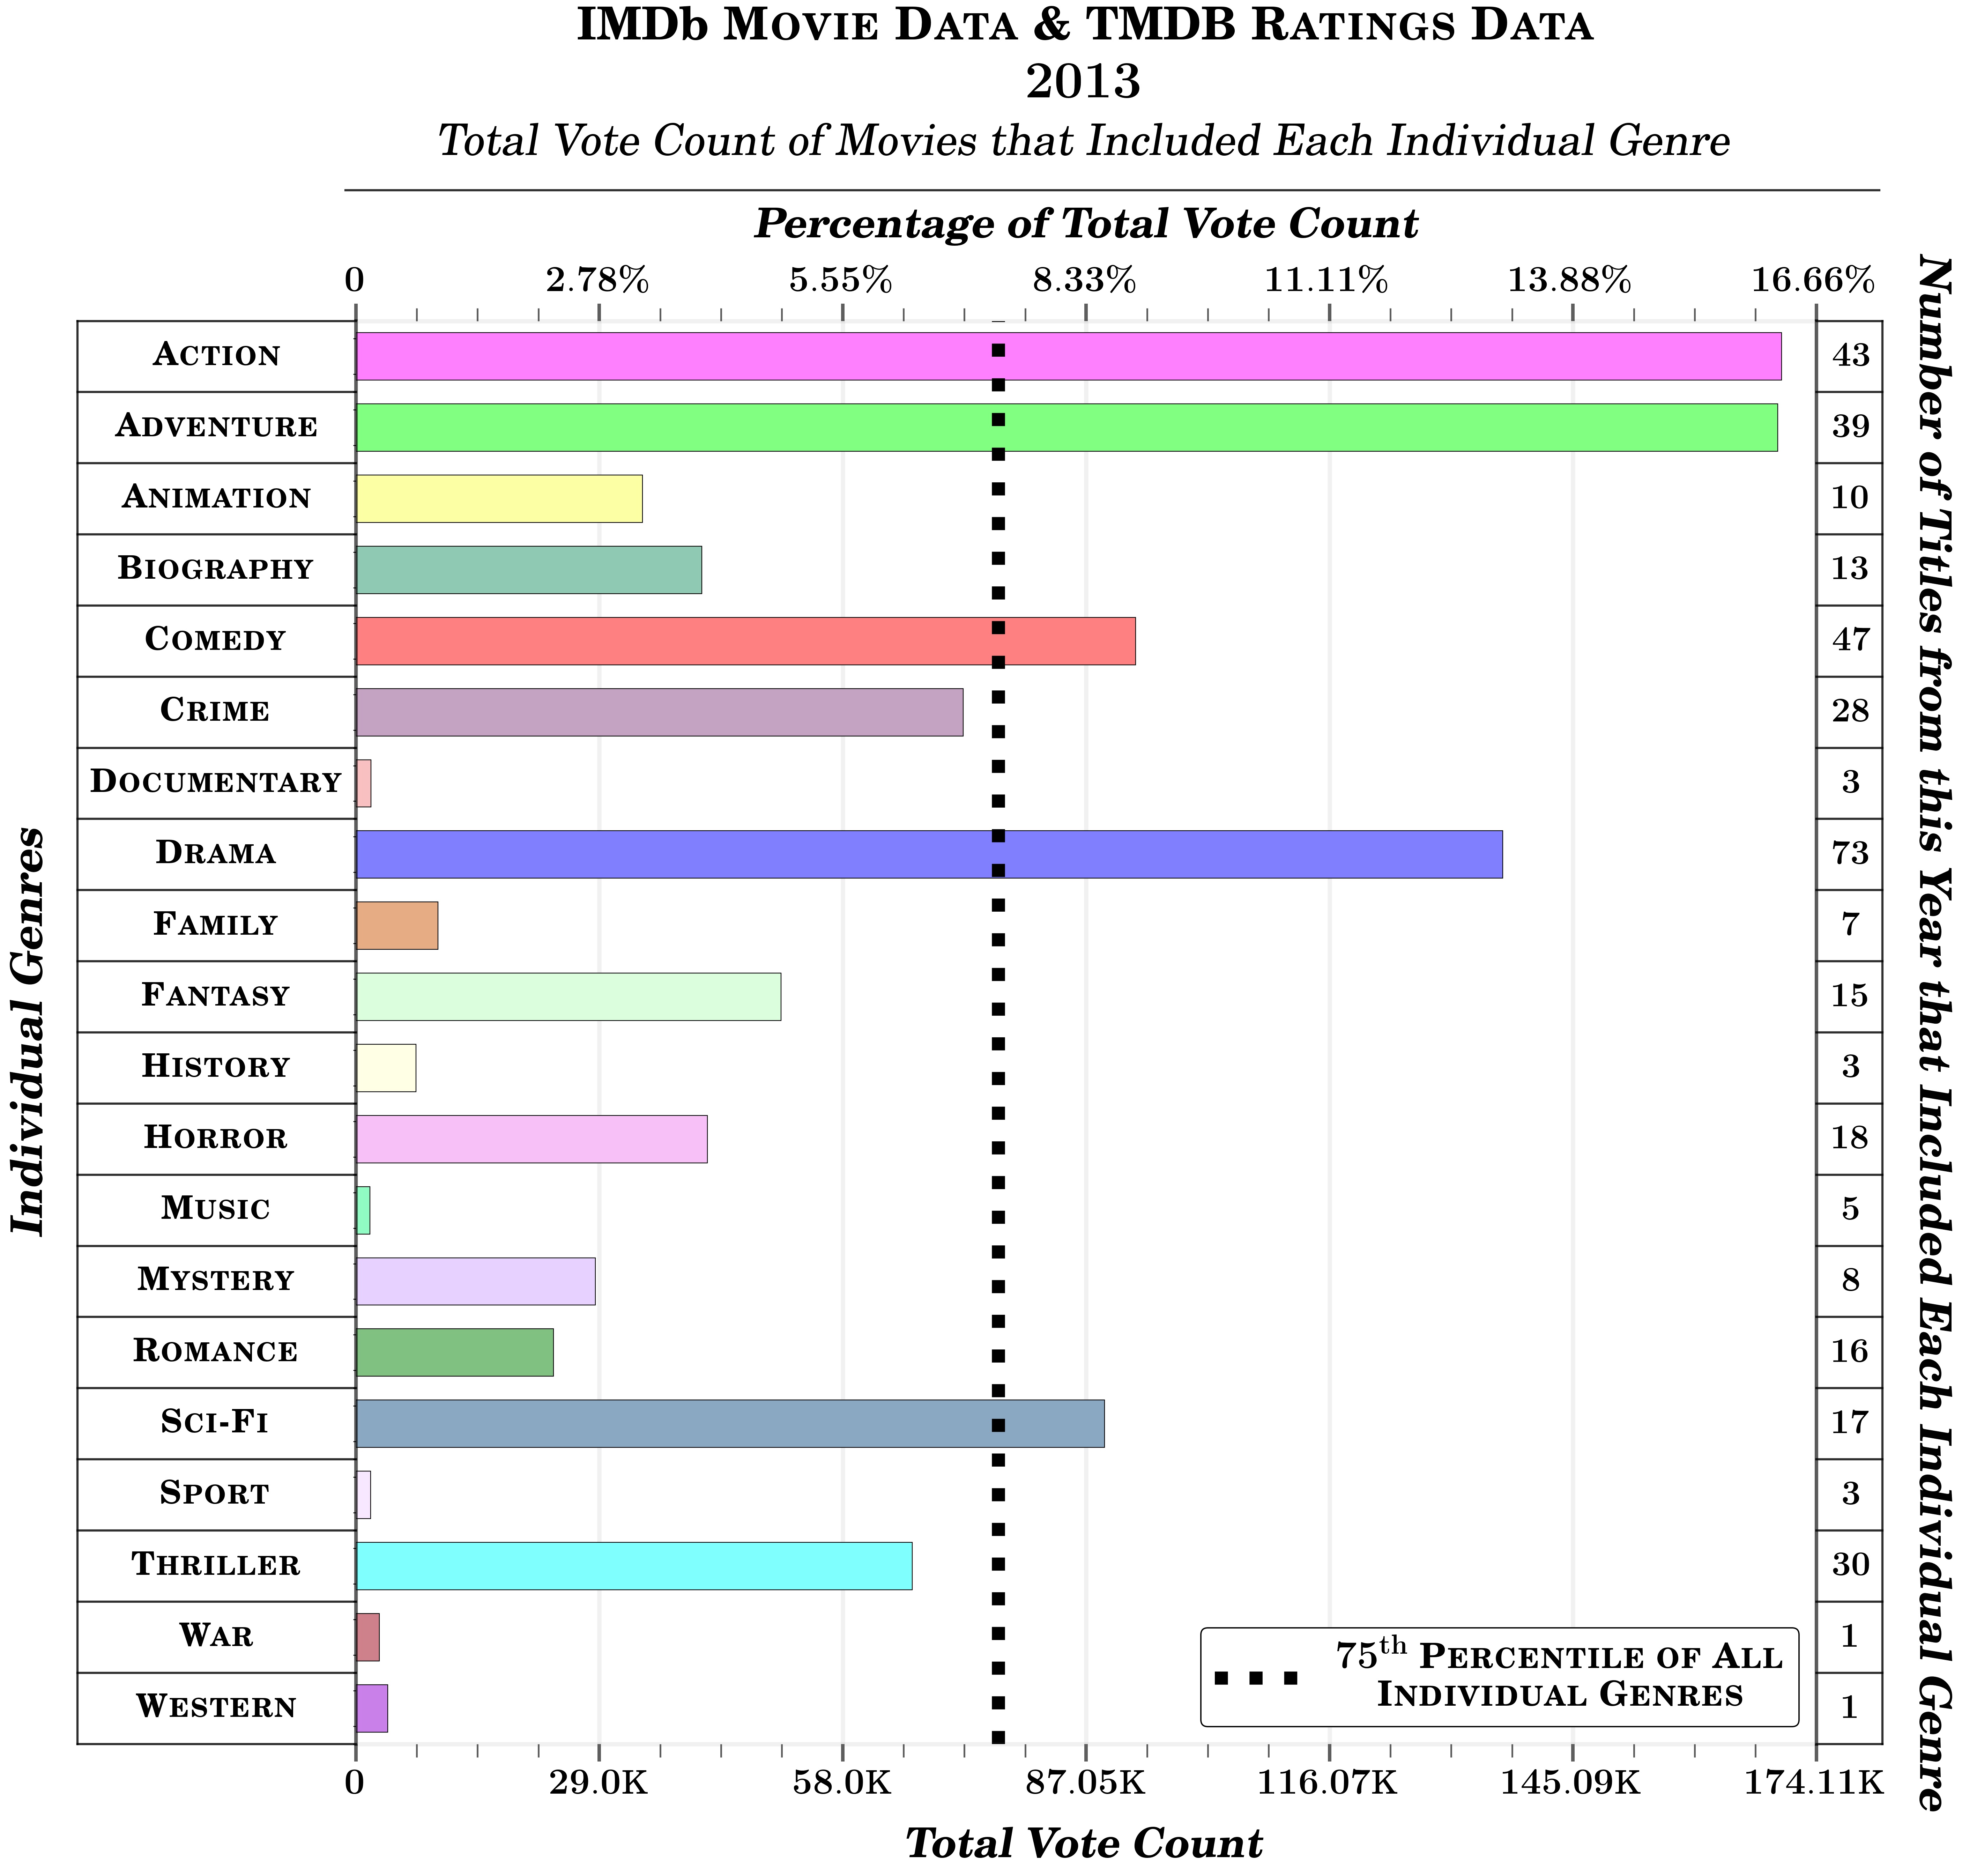 IMDb MOVIE DATA & TMDB RATINGS DATA
2013
Total Vote Count of Movies that Included Each Individual Genre
Percentage of Total Vote Count
0 2.78% 5.55% 8.33% 11.11% 13.88% 16.66%
ACTION 43
ADVENTURE 39
ANIMATION 10
BIOGRAPHY 13
COMEDY 47
CRIME 28
DOCUMENTARY 3
DRAMA 73
FAMILY 7
FANTASY 15
HISTORY 3
HORROR 18
MUSIC 5
MYSTERY 8
ROMANCE 16
SCI-FI 17
SPORT 3
THRILLER 30
WAR 1
WESTERN 1
75th PERCENTILE OF ALL
INDIVIDUAL GENRES
0 29.0K 58.0K 87.05K 116.07K 145.09K 174.11K
Total Vote Count
Individual Genres
Number of Titles from this Year that Included Each Individual Genre